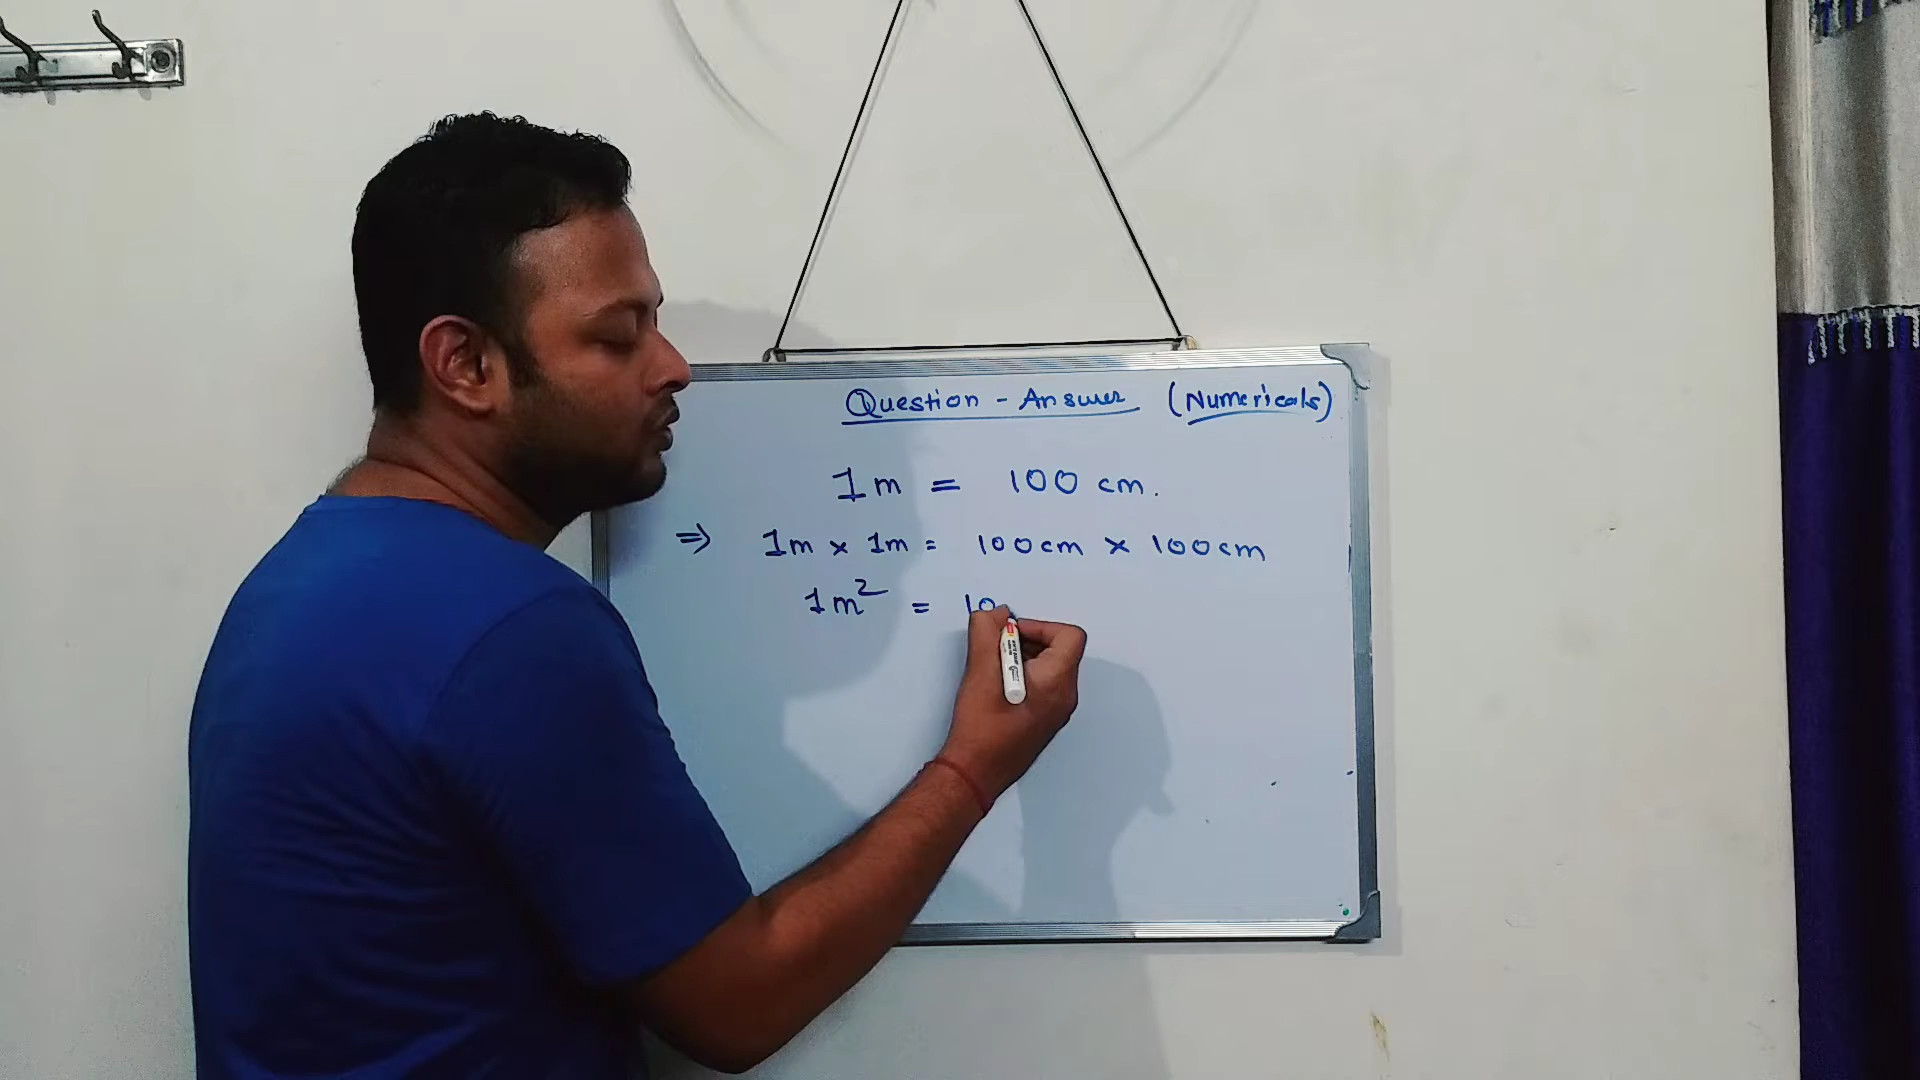 Question - Answer (Numericals)
1m = 100 cm.
⇒ 1m × 1m = 100cm × 100cm
1m² = 10